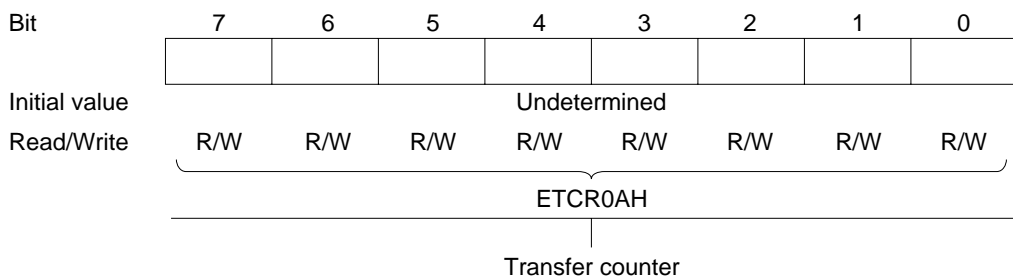 Bit 7 6 5 4 3 2 1 0
Initial value Undetermined
Read/Write R/W R/W R/W R/W R/W R/W R/W R/W
ETCR0AH
Transfer counter